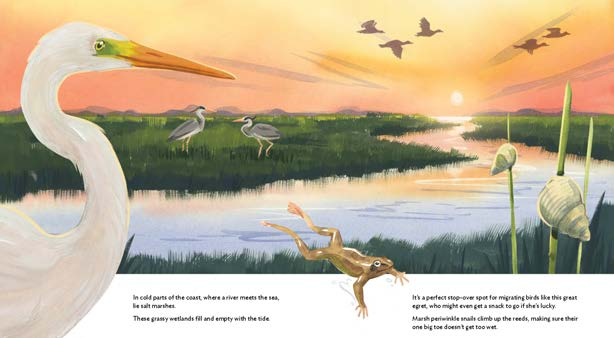 In cold parts of the coast, where a river meets the sea,
lie salt marshes.
These grassy wetlands fill and empty with the tide.
It's a perfect stop-over spot for migrating birds like this great
egret, who might even get a snack to go if she's lucky.
Marsh periwinkle snails climb up the reeds, making sure their
one big toe doesn't get too wet.